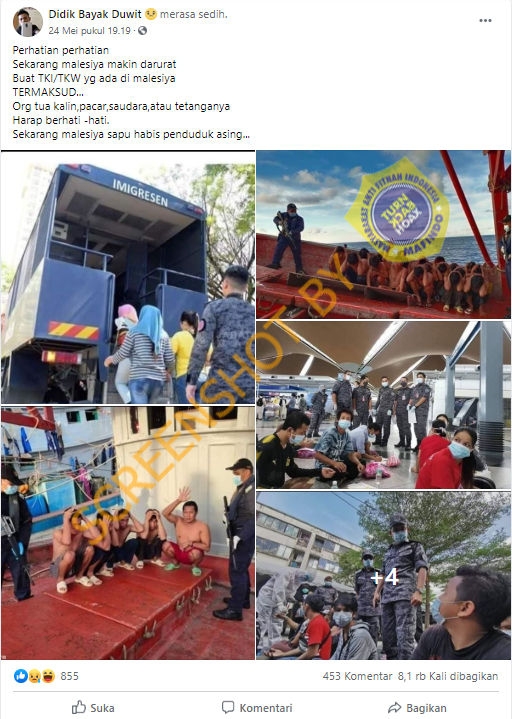 Didik Bayak Duwit 😟 merasa sedih.
24 Mei pukul 19.19 ·
Perhatian perhatian
Sekarang malesiya makin darurat
Buat TKI/TKW yg ada di malesiya
TERMAKSUD...
Org tua kalin,pacar,saudara,atau tetanganya
Harap berhati -hati.
Sekarang malesiya sapu habis penduduk asing...
IMIGRESEN
MASYARAKAT ANTI FITNAH INDONESIA
TURN
BACK
HOAX
MAFINDO
SCREENSHOT BY
+4
855
453 Komentar 8,1 rb Kali dibagikan
Suka
Komentari
Bagikan